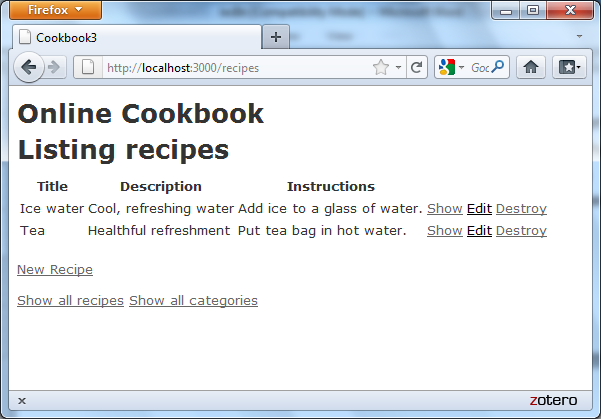 Firefox
Cookbook3
http://localhost:3000/recipes
Goo
Online Cookbook
Listing recipes
Title Description Instructions
Ice water Cool, refreshing water Add ice to a glass of water. Show Edit Destroy
Tea Healthful refreshment Put tea bag in hot water. Show Edit Destroy
New Recipe
Show all recipes Show all categories
x zotero